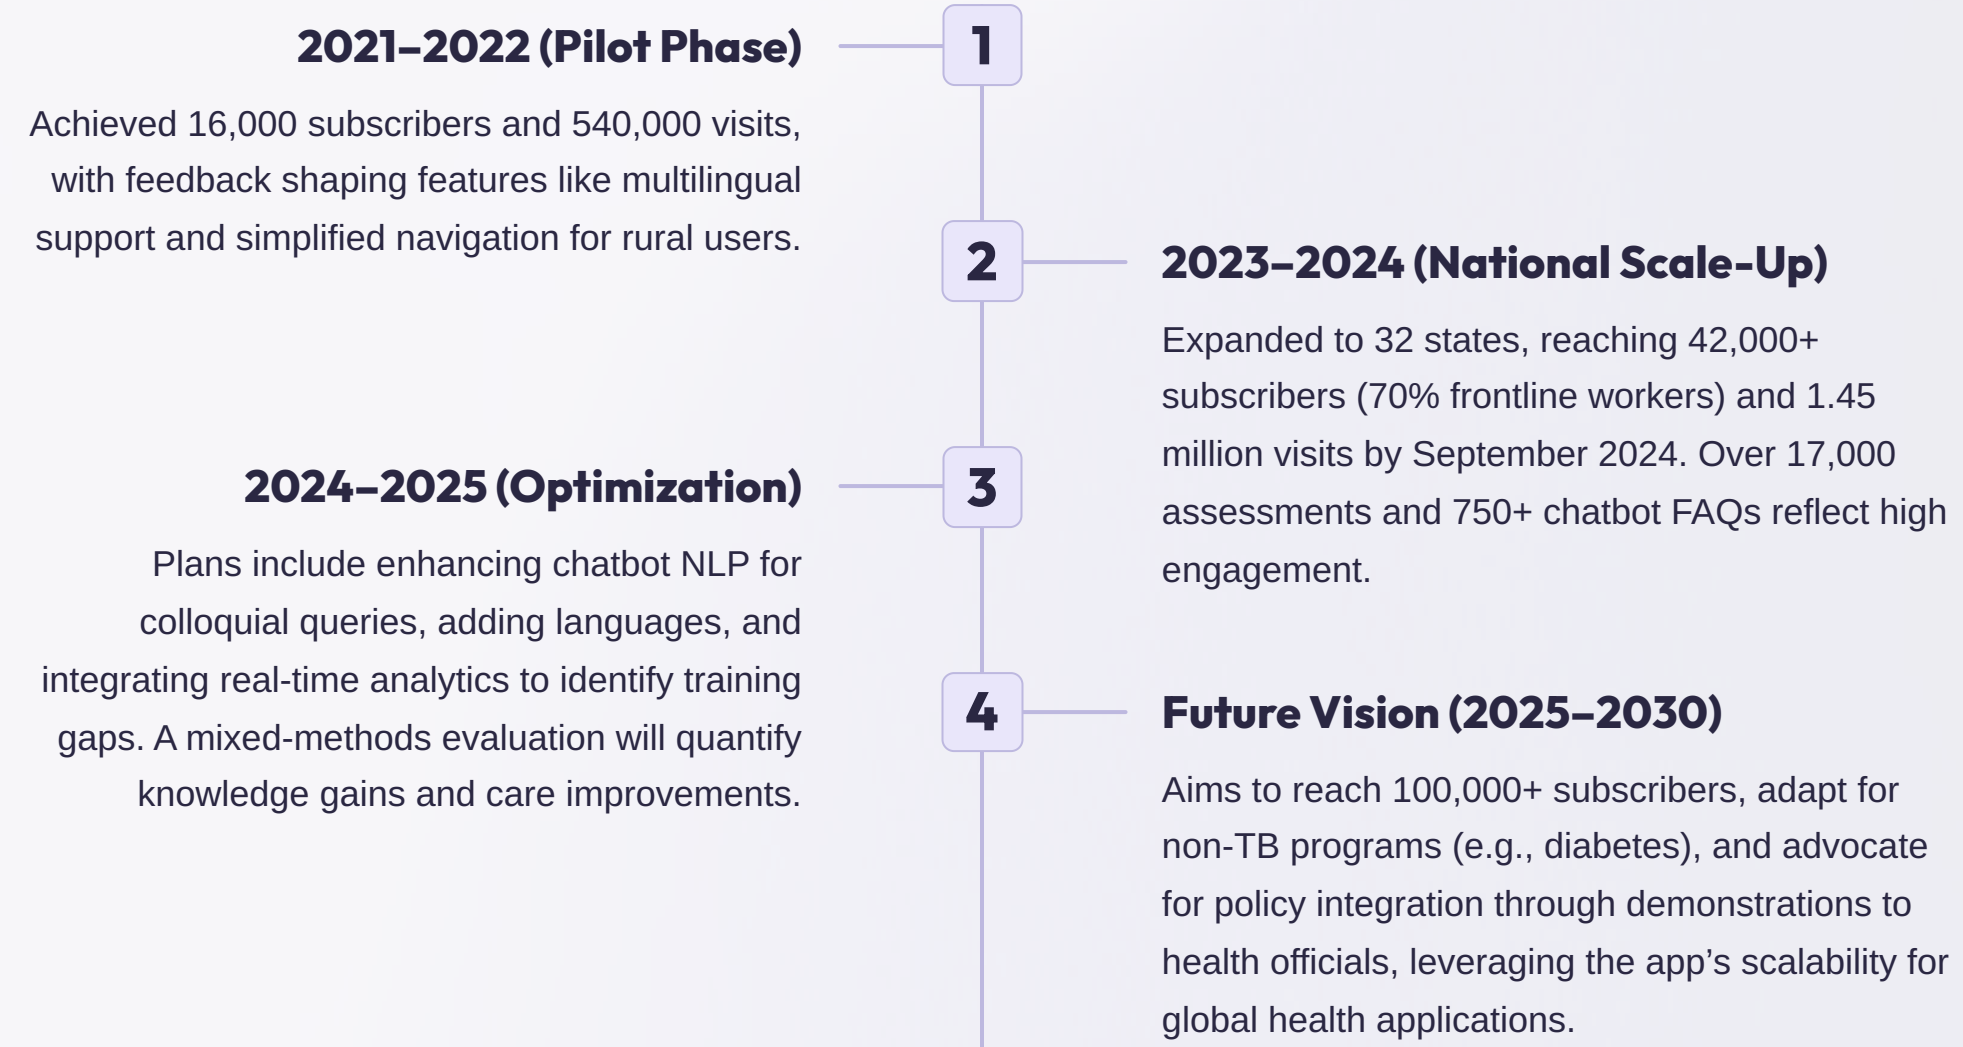 1
2021–2022 (Pilot Phase)
Achieved 16,000 subscribers and 540,000 visits,
with feedback shaping features like multilingual
support and simplified navigation for rural users.
2
2023–2024 (National Scale-Up)
Expanded to 32 states, reaching 42,000+
subscribers (70% frontline workers) and 1.45
million visits by September 2024. Over 17,000
assessments and 750+ chatbot FAQs reflect high
engagement.
3
2024–2025 (Optimization)
Plans include enhancing chatbot NLP for
colloquial queries, adding languages, and
integrating real-time analytics to identify training
gaps. A mixed-methods evaluation will quantify
knowledge gains and care improvements.
4
Future Vision (2025–2030)
Aims to reach 100,000+ subscribers, adapt for
non-TB programs (e.g., diabetes), and advocate
for policy integration through demonstrations to
health officials, leveraging the app’s scalability for
global health applications.